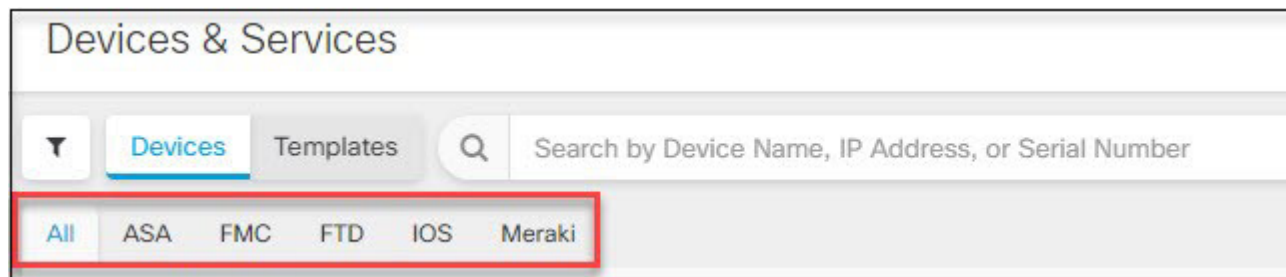 Devices & Services
Devices Templates Search by Device Name, IP Address, or Serial Number
All ASA FMC FTD IOS Meraki